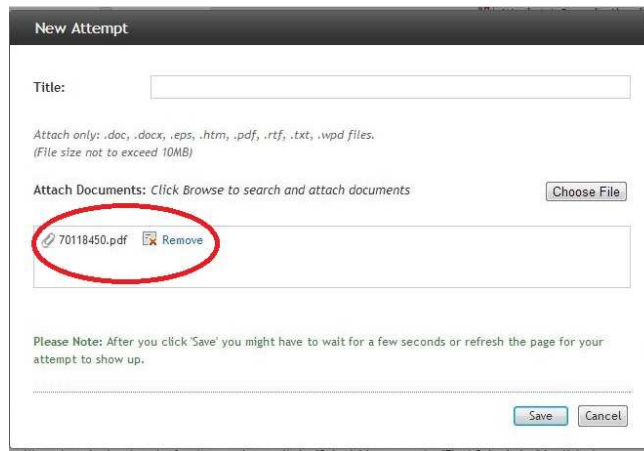 New Attempt
Title:
Attach only: .doc, .docx, .eps, .htm, .pdf, .rtf, .txt, .wpd files.
(File size not to exceed 10MB)
Attach Documents: Click Browse to search and attach documents
Choose File
70118450.pdf Remove
Please Note: After you click 'Save' you might have to wait for a few seconds or refresh the page for your
attempt to show up.
Save Cancel